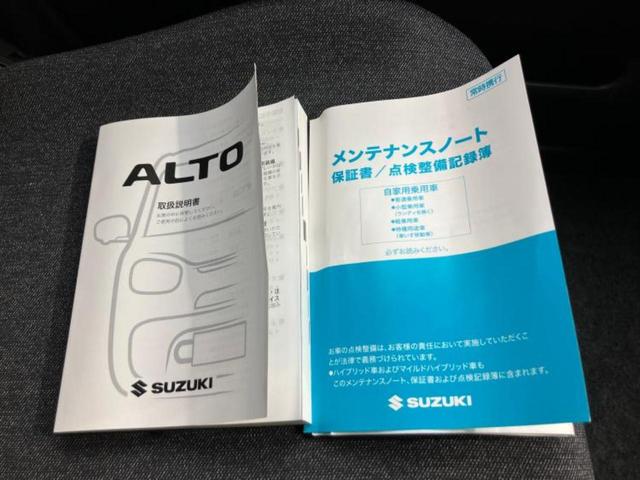 ALTO
取扱説明書
SUZUKI
常時携行
メンテナンスノート
保証書/点検整備記録簿
自家用乗用車
●普通乗用車
●小型乗用車
(ランディを除く)
●軽乗用車
●特種用途車
(車いす移動車)
必ずお読みください。
お車の点検整備は、お客様の責任において実施していただくこ
とが法律で義務づけられています。
●ハイブリッド車およびマイルドハイブリッド車も
このメンテナンスノート、保証書および点検記録簿に含まれます。
SUZUKI